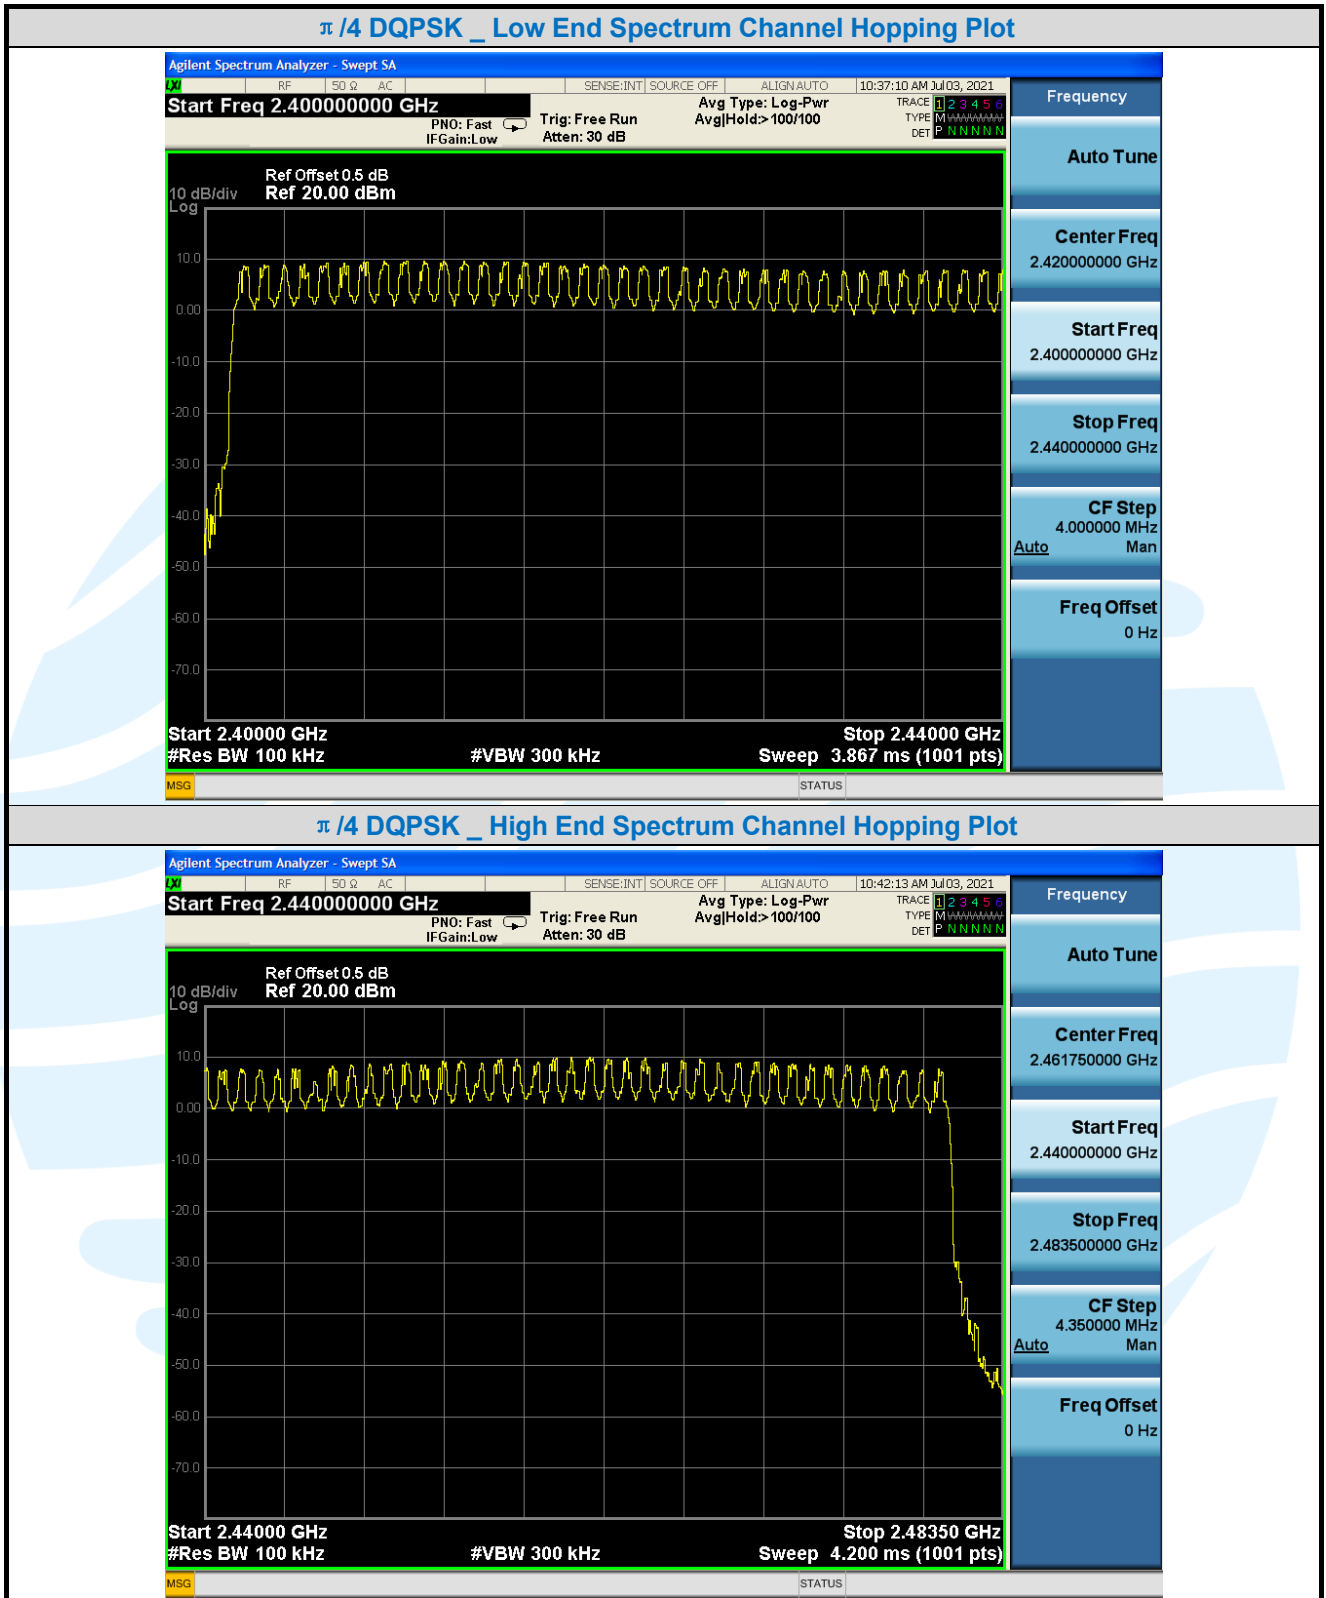 π/4 DQPSK _ Low End Spectrum Channel Hopping Plot
Agilent Spectrum Analyzer - Swept SA
LXI RF 50 Ω AC SENSE:INT SOURCE OFF ALIGN AUTO 10:37:10 AM Jul 03, 2021
Start Freq 2.400000000 GHz
PNO: Fast
IFGain:Low
Trig: Free Run
Atten: 30 dB
Avg Type: Log-Pwr
Avg|Hold:> 100/100
TRACE 1 2 3 4 5 6
TYPE M
DET P N N N N N
Ref Offset 0.5 dB
10 dB/div Ref 20.00 dBm
Log
10.0
0.00
-10.0
-20.0
-30.0
-40.0
-50.0
-60.0
-70.0
Start 2.40000 GHz Stop 2.44000 GHz
#Res BW 100 kHz #VBW 300 kHz Sweep 3.867 ms (1001 pts)
MSG STATUS
Frequency
Auto Tune
Center Freq
2.420000000 GHz
Start Freq
2.400000000 GHz
Stop Freq
2.440000000 GHz
CF Step
4.000000 MHz
Auto Man
Freq Offset
0 Hz
π/4 DQPSK _ High End Spectrum Channel Hopping Plot
Agilent Spectrum Analyzer - Swept SA
LXI RF 50 Ω AC SENSE:INT SOURCE OFF ALIGN AUTO 10:42:13 AM Jul 03, 2021
Start Freq 2.440000000 GHz
PNO: Fast
IFGain:Low
Trig: Free Run
Atten: 30 dB
Avg Type: Log-Pwr
Avg|Hold:> 100/100
TRACE 1 2 3 4 5 6
TYPE M
DET P N N N N N
Ref Offset 0.5 dB
10 dB/div Ref 20.00 dBm
Log
10.0
0.00
-10.0
-20.0
-30.0
-40.0
-50.0
-60.0
-70.0
Start 2.44000 GHz Stop 2.48350 GHz
#Res BW 100 kHz #VBW 300 kHz Sweep 4.200 ms (1001 pts)
MSG STATUS
Frequency
Auto Tune
Center Freq
2.461750000 GHz
Start Freq
2.440000000 GHz
Stop Freq
2.483500000 GHz
CF Step
4.350000 MHz
Auto Man
Freq Offset
0 Hz